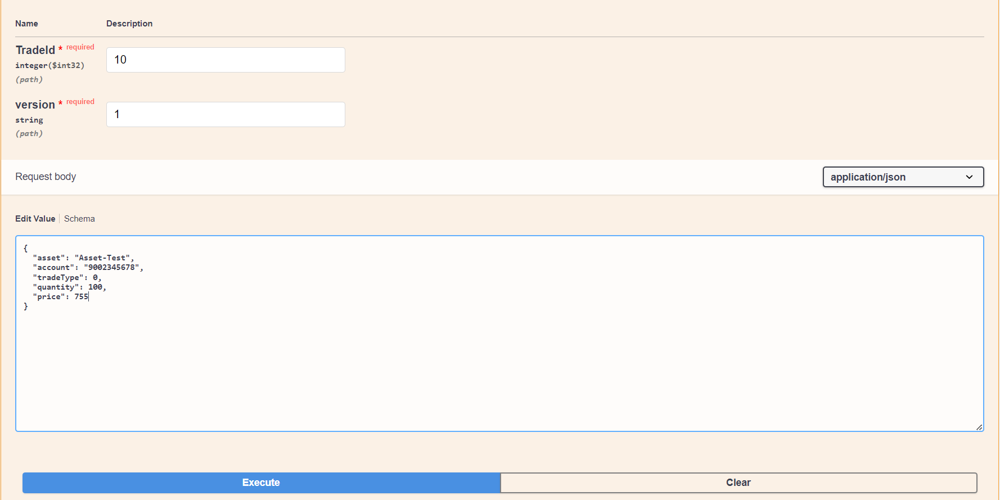 Name Description
TradeId * required
integer($int32)
(path)
10
version * required
string
(path)
1
Request body
application/json
Edit Value | Schema
{
  "asset": "Asset-Test",
  "account": "9002345678",
  "tradeType": 0,
  "quantity": 100,
  "price": 755
}
Execute
Clear